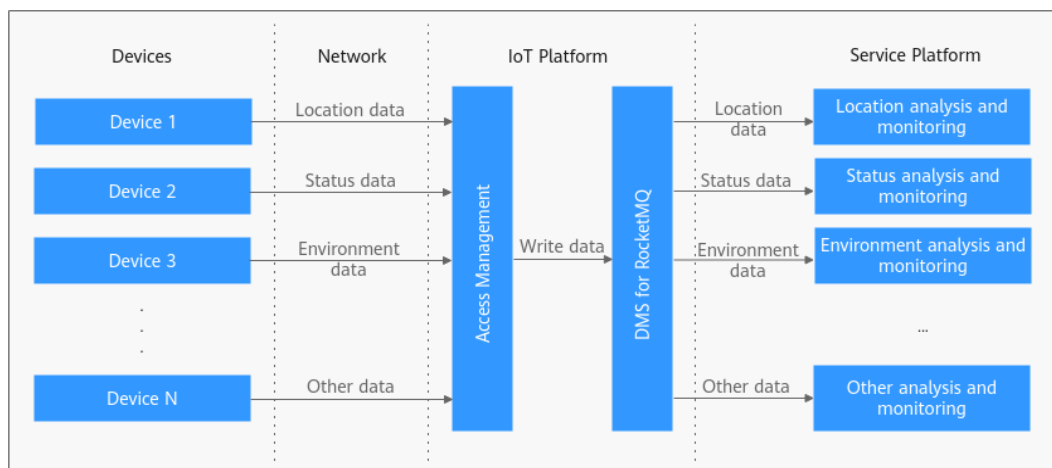 Devices
Network
IoT Platform
Service Platform
Device 1
Location data
Location
data
Location analysis and
monitoring
Device 2
Status data
Status data
Status analysis and
monitoring
Device 3
Environment
data
Access Management
Write data
DMS for RocketMQ
Environment
data
Environment analysis and
monitoring
.
.
.
...
Device N
Other data
Other data
Other analysis and
monitoring